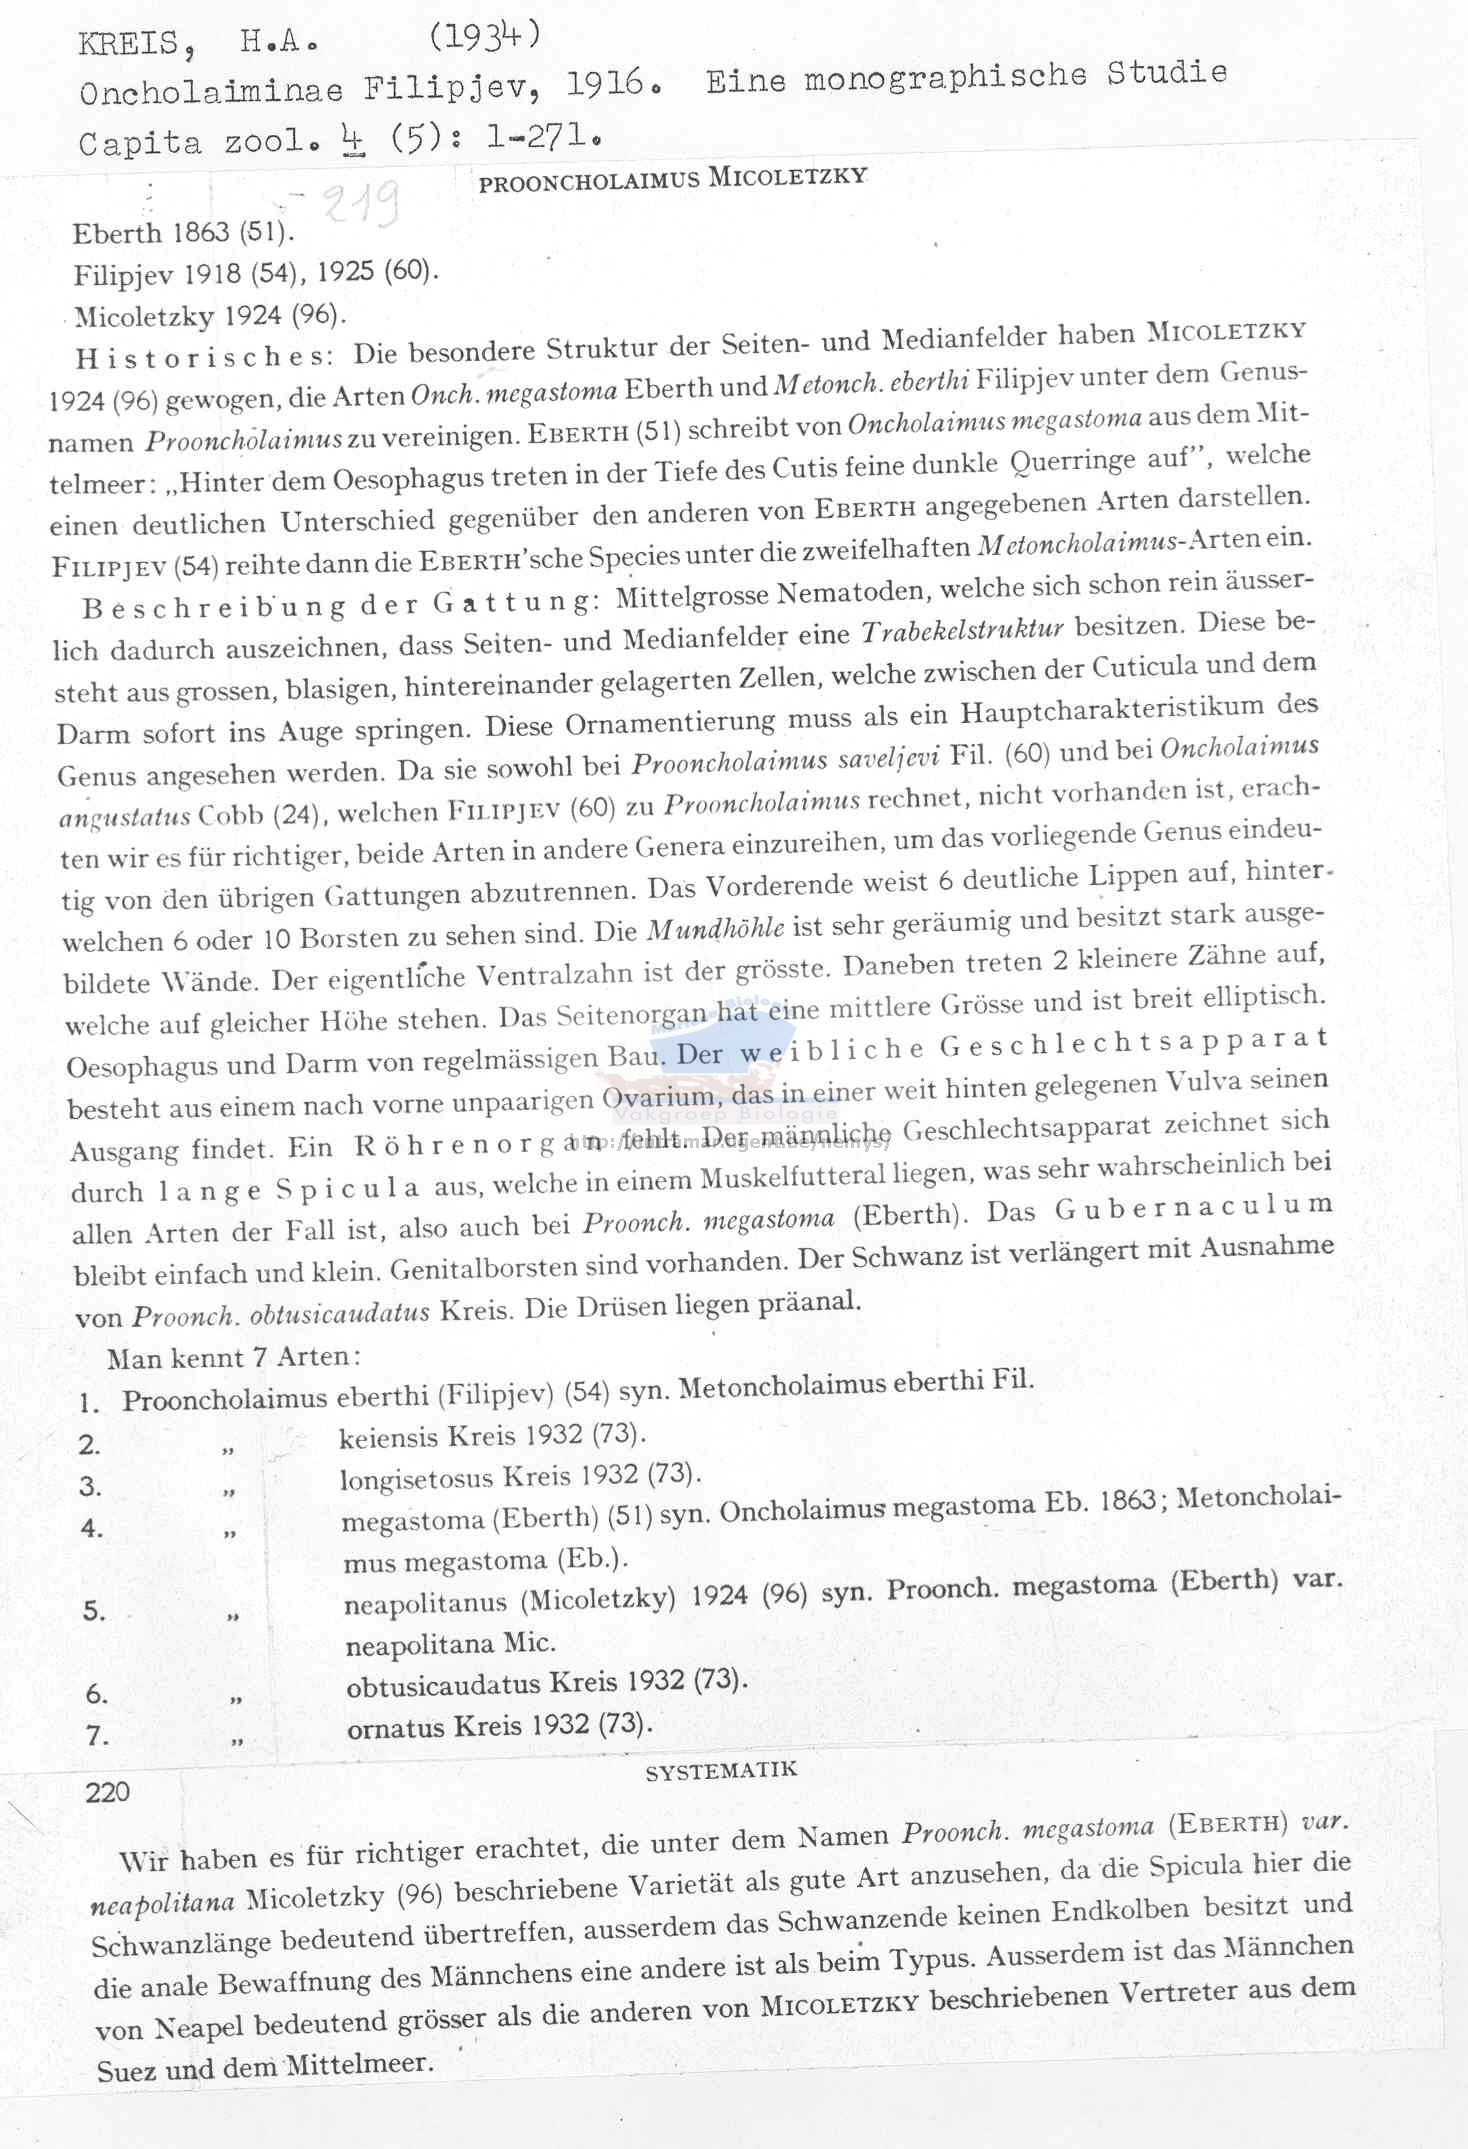 KREIS, H.A. (1934)
Oncholaiminae Filipjev, 1916. Eine monographische Studie
Capita zool. 4 (5): 1-271.
PROONCHOLAIMUS MICOLETZKY
- 219
Eberth 1863 (51).
Filipjev 1918 (54), 1925 (60).
Micoletzky 1924 (96).
Historisches: Die besondere Struktur der Seiten- und Medianfelder haben MICOLETZKY
1924 (96) gewogen, die Arten Onch. megastoma Eberth und Metonch. eberthi Filipjev unter dem Genus-
namen Prooncholaimus zu vereinigen. EBERTH (51) schreibt von Oncholaimus megastoma aus dem Mit-
telmeer: „Hinter dem Oesophagus treten in der Tiefe des Cutis feine dunkle Querringe auf”, welche
einen deutlichen Unterschied gegenüber den anderen von EBERTH angegebenen Arten darstellen.
FILIPJEV (54) reihte dann die EBERTH'sche Species unter die zweifelhaften Metoncholaimus-Arten ein.
Beschreibung der Gattung: Mittelgrosse Nematoden, welche sich schon rein äusser-
lich dadurch auszeichnen, dass Seiten- und Medianfelder eine Trabekelstruktur besitzen. Diese be-
steht aus grossen, blasigen, hintereinander gelagerten Zellen, welche zwischen der Cuticula und dem
Darm sofort ins Auge springen. Diese Ornamentierung muss als ein Hauptcharakteristikum des
Genus angesehen werden. Da sie sowohl bei Prooncholaimus saveljevi Fil. (60) und bei Oncholaimus
angustatus Cobb (24), welchen FILIPJEV (60) zu Prooncholaimus rechnet, nicht vorhanden ist, erach-
ten wir es für richtiger, beide Arten in andere Genera einzureihen, um das vorliegende Genus eindeu-
tig von den übrigen Gattungen abzutrennen. Das Vorderende weist 6 deutliche Lippen auf, hinter-
welchen 6 oder 10 Borsten zu sehen sind. Die Mundhöhle ist sehr geräumig und besitzt stark ausge-
bildete Wände. Der eigentliche Ventralzahn ist der grösste. Daneben treten 2 kleinere Zähne auf,
welche auf gleicher Höhe stehen. Das Seitenorgan hat eine mittlere Grösse und ist breit elliptisch.
Oesophagus und Darm von regelmässigen Bau. Der weibliche Geschlechtsapparat
besteht aus einem nach vorne unpaarigen Ovarium, das in einer weit hinten gelegenen Vulva seinen
Vakgroep Biologie
Ausgang findet. Ein Röhrenorgan fehlt. Der männliche Geschlechtsapparat zeichnet sich
durch lange Spicula aus, welche in einem Muskelfutteral liegen, was sehr wahrscheinlich bei
allen Arten der Fall ist, also auch bei Proonch. megastoma (Eberth). Das Gubernaculum
bleibt einfach und klein. Genitalborsten sind vorhanden. Der Schwanz ist verlängert mit Ausnahme
von Proonch. obtusicaudatus Kreis. Die Drüsen liegen präanal.
Man kennt 7 Arten:
1. Prooncholaimus eberthi (Filipjev) (54) syn. Metoncholaimus eberthi Fil.
2. „ keiensis Kreis 1932 (73).
3. „ longisetosus Kreis 1932 (73).
4. „ megastoma (Eberth) (51) syn. Oncholaimus megastoma Eb. 1863; Metoncholai-
mus megastoma (Eb.).
5. „ neapolitanus (Micoletzky) 1924 (96) syn. Proonch. megastoma (Eberth) var.
neapolitana Mic.
6. „ obtusicaudatus Kreis 1932 (73).
7. „ ornatus Kreis 1932 (73).
220 SYSTEMATIK
Wir haben es für richtiger erachtet, die unter dem Namen Proonch. megastoma (EBERTH) var.
neapolitana Micoletzky (96) beschriebene Varietät als gute Art anzusehen, da die Spicula hier die
Schwanzlänge bedeutend übertreffen, ausserdem das Schwanzende keinen Endkolben besitzt und
die anale Bewaffnung des Männchens eine andere ist als beim Typus. Ausserdem ist das Männchen
von Neapel bedeutend grösser als die anderen von MICOLETZKY beschriebenen Vertreter aus dem
Suez und dem Mittelmeer.